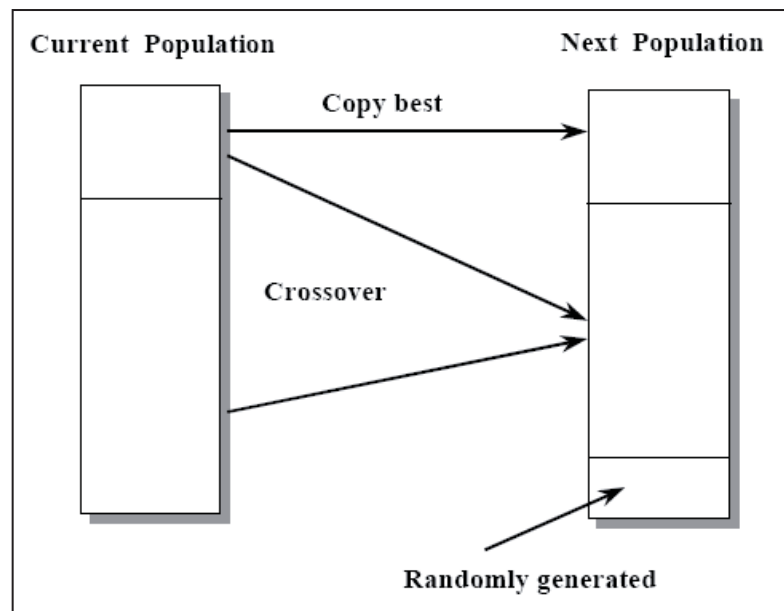 Current Population
Next Population
Copy best
Crossover
Randomly generated